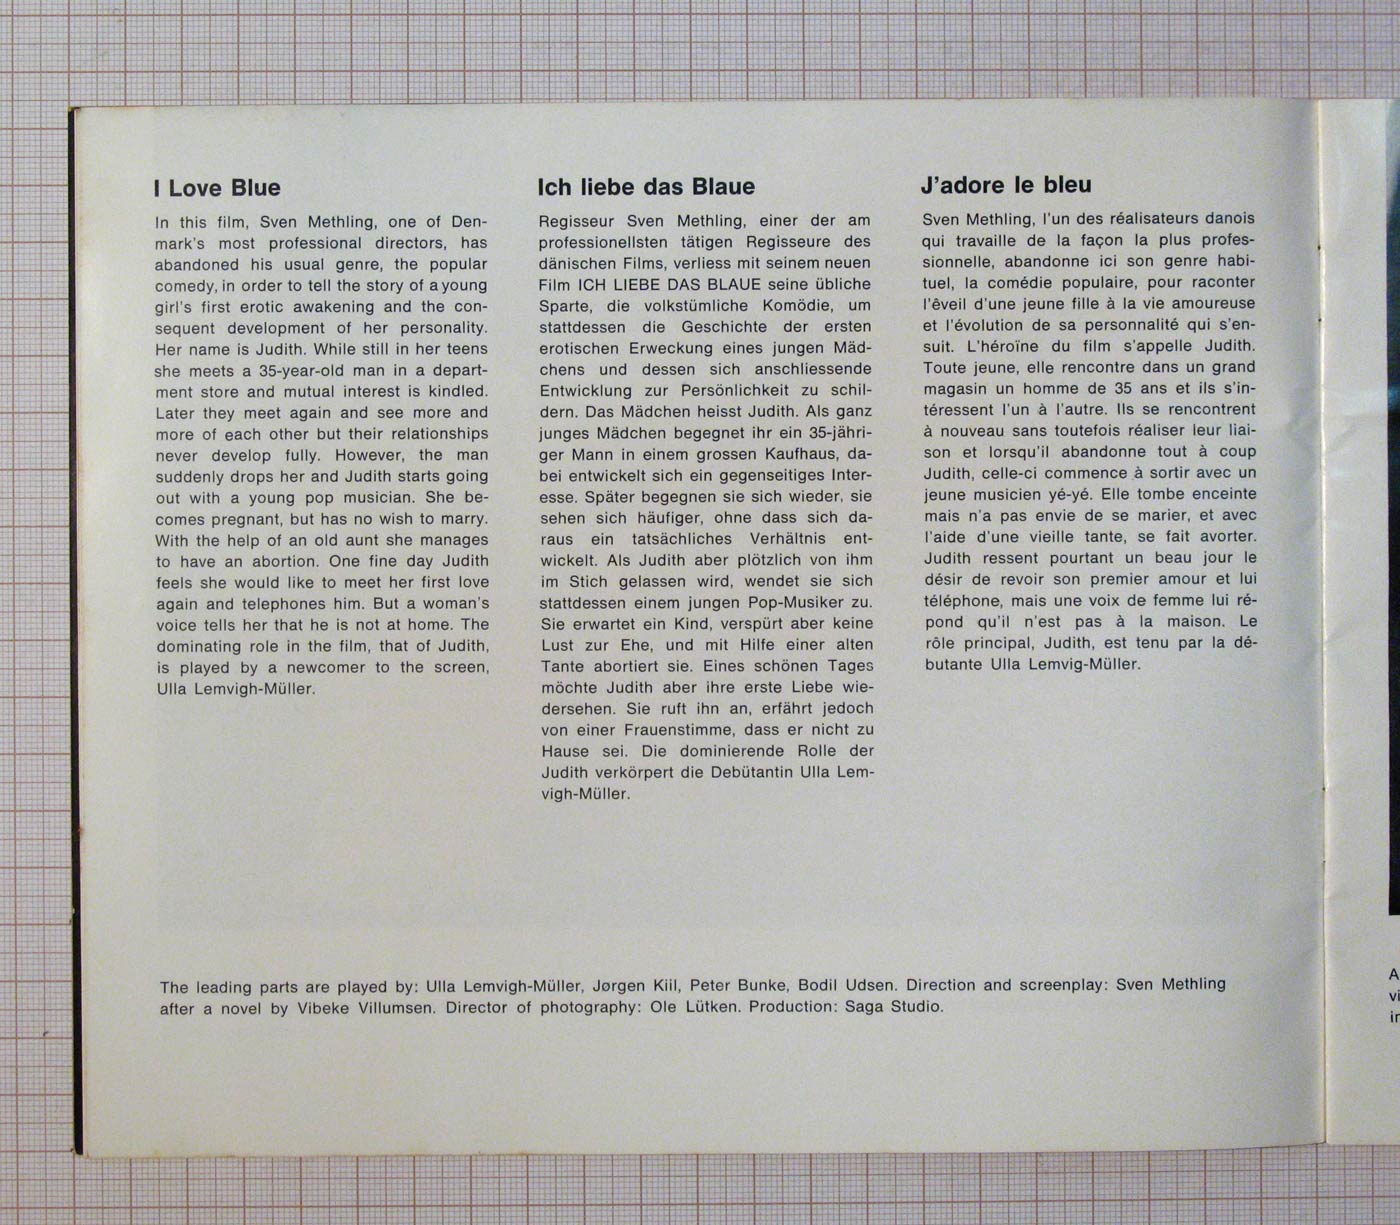 I Love Blue
In this film, Sven Methling, one of Den-
mark's most professional directors, has
abandoned his usual genre, the popular
comedy, in order to tell the story of a young
girl's first erotic awakening and the con-
sequent development of her personality.
Her name is Judith. While still in her teens
she meets a 35-year-old man in a depart-
ment store and mutual interest is kindled.
Later they meet again and see more and
more of each other but their relationships
never develop fully. However, the man
suddenly drops her and Judith starts going
out with a young pop musician. She be-
comes pregnant, but has no wish to marry.
With the help of an old aunt she manages
to have an abortion. One fine day Judith
feels she would like to meet her first love
again and telephones him. But a woman's
voice tells her that he is not at home. The
dominating role in the film, that of Judith,
is played by a newcomer to the screen,
Ulla Lemvigh-Müller.
Ich liebe das Blaue
Regisseur Sven Methling, einer der am
professionellsten tätigen Regisseure des
dänischen Films, verliess mit seinem neuen
Film ICH LIEBE DAS BLAUE seine übliche
Sparte, die volkstümliche Komödie, um
stattdessen die Geschichte der ersten
erotischen Erweckung eines jungen Mäd-
chens und dessen sich anschliessende
Entwicklung zur Persönlichkeit zu schil-
dern. Das Mädchen heisst Judith. Als ganz
junges Mädchen begegnet ihr ein 35-jähri-
ger Mann in einem grossen Kaufhaus, da-
bei entwickelt sich ein gegenseitiges Inter-
esse. Später begegnen sie sich wieder, sie
sehen sich häufiger, ohne dass sich da-
raus ein tatsächliches Verhältnis ent-
wickelt. Als Judith aber plötzlich von ihm
im Stich gelassen wird, wendet sie sich
stattdessen einem jungen Pop-Musiker zu.
Sie erwartet ein Kind, verspürt aber keine
Lust zur Ehe, und mit Hilfe einer alten
Tante abortiert sie. Eines schönen Tages
möchte Judith aber ihre erste Liebe wie-
dersehen. Sie ruft ihn an, erfährt jedoch
von einer Frauenstimme, dass er nicht zu
Hause sei. Die dominierende Rolle der
Judith verkörpert die Debütantin Ulla Lem-
vigh-Müller.
J'adore le bleu
Sven Methling, l'un des réalisateurs danois
qui travaille de la façon la plus profes-
sionnelle, abandonne ici son genre habi-
tuel, la comédie populaire, pour raconter
l'êveil d'une jeune fille à la vie amoureuse
et l'évolution de sa personnalité qui s'en-
suit. L'héroïne du film s'appelle Judith.
Toute jeune, elle rencontre dans un grand
magasin un homme de 35 ans et ils s'in-
téressent l'un à l'autre. Ils se rencontrent
à nouveau sans toutefois réaliser leur liai-
son et lorsqu'il abandonne tout à coup
Judith, celle-ci commence à sortir avec un
jeune musicien yé-yé. Elle tombe enceinte
mais n'a pas envie de se marier, et avec
l'aide d'une vieille tante, se fait avorter.
Judith ressent pourtant un beau jour le
désir de revoir son premier amour et lui
téléphone, mais une voix de femme lui ré-
pond qu'il n'est pas à la maison. Le
rôle principal, Judith, est tenu par la dé-
butante Ulla Lemvig-Müller.
The leading parts are played by: Ulla Lemvigh-Müller, Jørgen Kiil, Peter Bunke, Bodil Udsen. Direction and screenplay: Sven Methling
after a novel by Vibeke Villumsen. Director of photography: Ole Lütken. Production: Saga Studio.